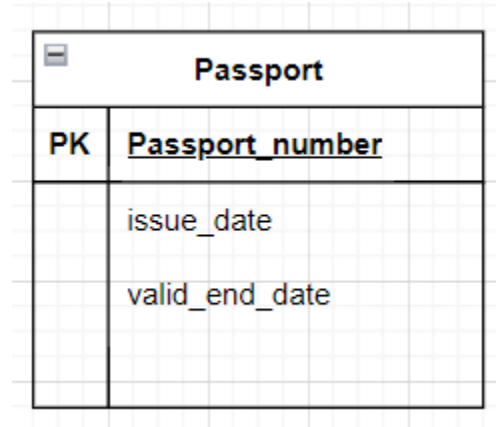 Passport
PK Passport_number
issue_date
valid_end_date